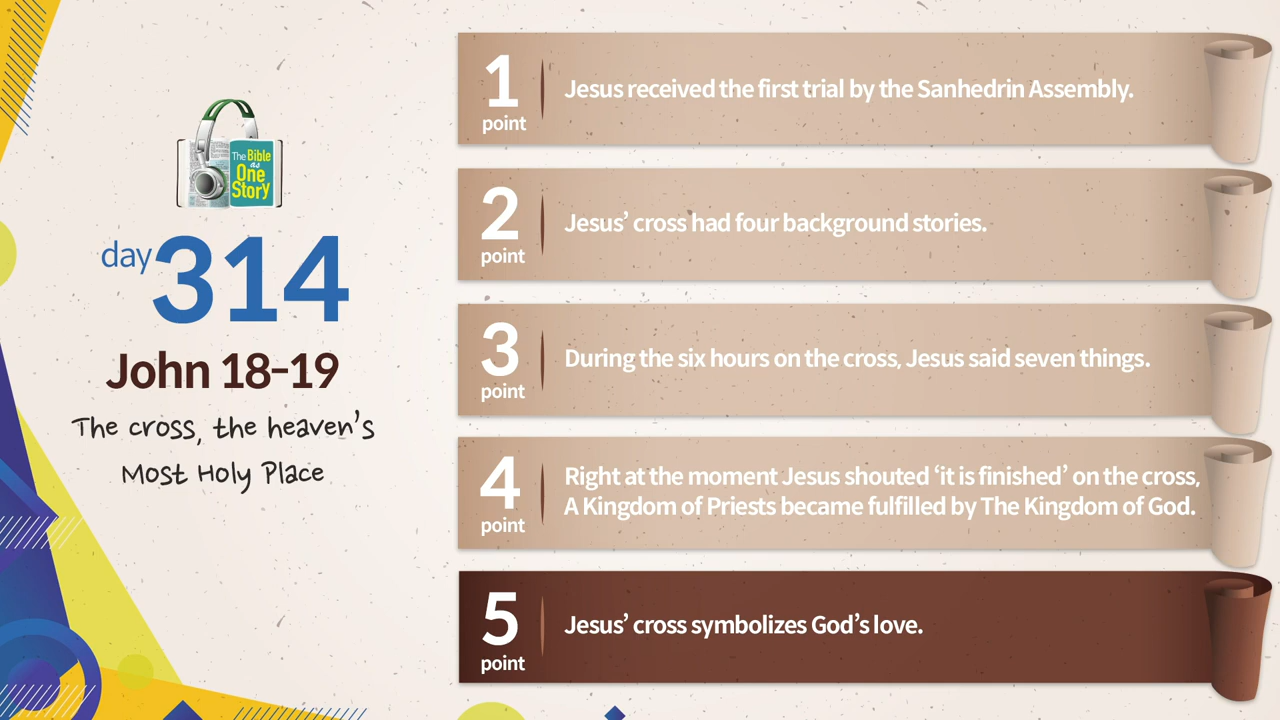 The Bible
as
One
Story
day314
John 18-19
The cross, the heaven's
Most Holy Place
1
point
Jesus received the first trial by the Sanhedrin Assembly.
2
point
Jesus' cross had four background stories.
3
point
During the six hours on the cross, Jesus said seven things.
4
point
Right at the moment Jesus shouted 'it is finished' on the cross,
A Kingdom of Priests became fulfilled by The Kingdom of God.
5
point
Jesus' cross symbolizes God's love.